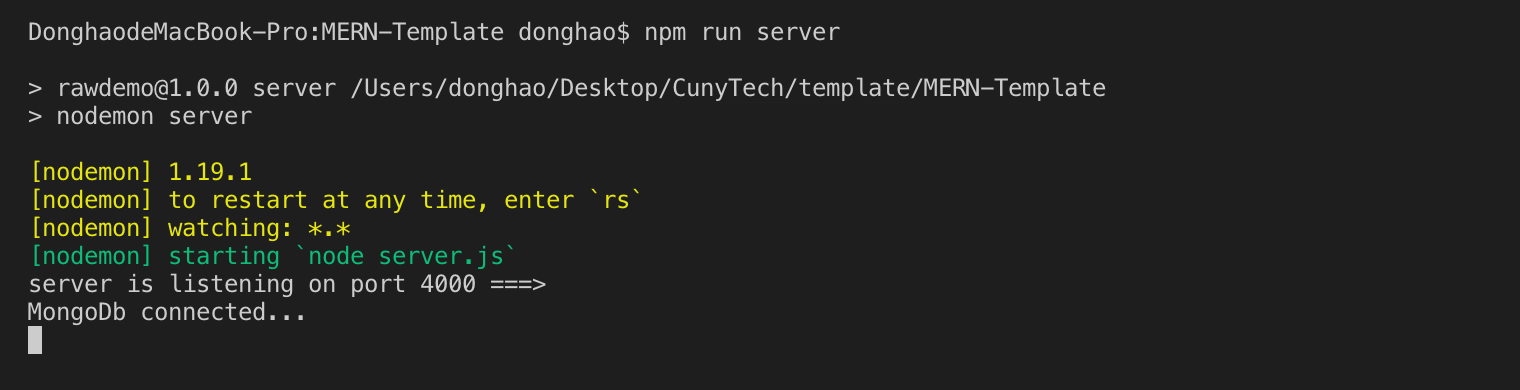 DonghaodeMacBook-Pro:MERN-Template donghao$ npm run server
> rawdemo@1.0.0 server /Users/donghao/Desktop/CunyTech/template/MERN-Template
> nodemon server
[nodemon] 1.19.1
[nodemon] to restart at any time, enter `rs`
[nodemon] watching: *.*
[nodemon] starting `node server.js`
server is listening on port 4000 ===>
MongoDb connected...